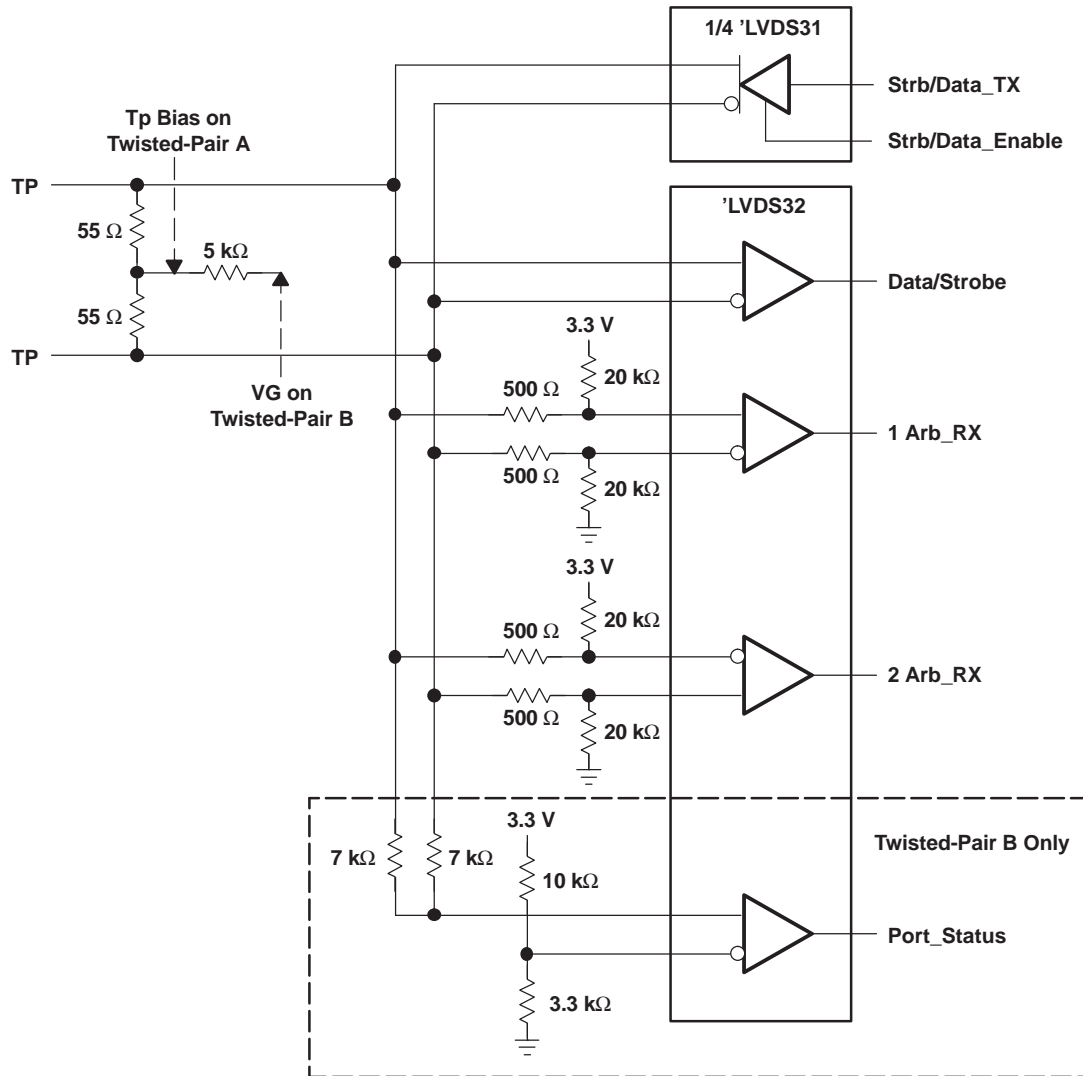 1/4 ’LVDS31
Strb/Data_TX
Strb/Data_Enable
Tp Bias on
Twisted-Pair A
TP
55 Ω
5 kΩ
55 Ω
TP
VG on
Twisted-Pair B
’LVDS32
Data/Strobe
3.3 V
20 kΩ
500 Ω
1 Arb_RX
500 Ω
20 kΩ
3.3 V
20 kΩ
500 Ω
2 Arb_RX
500 Ω
20 kΩ
3.3 V
Twisted-Pair B Only
7 kΩ
7 kΩ
10 kΩ
Port_Status
3.3 kΩ